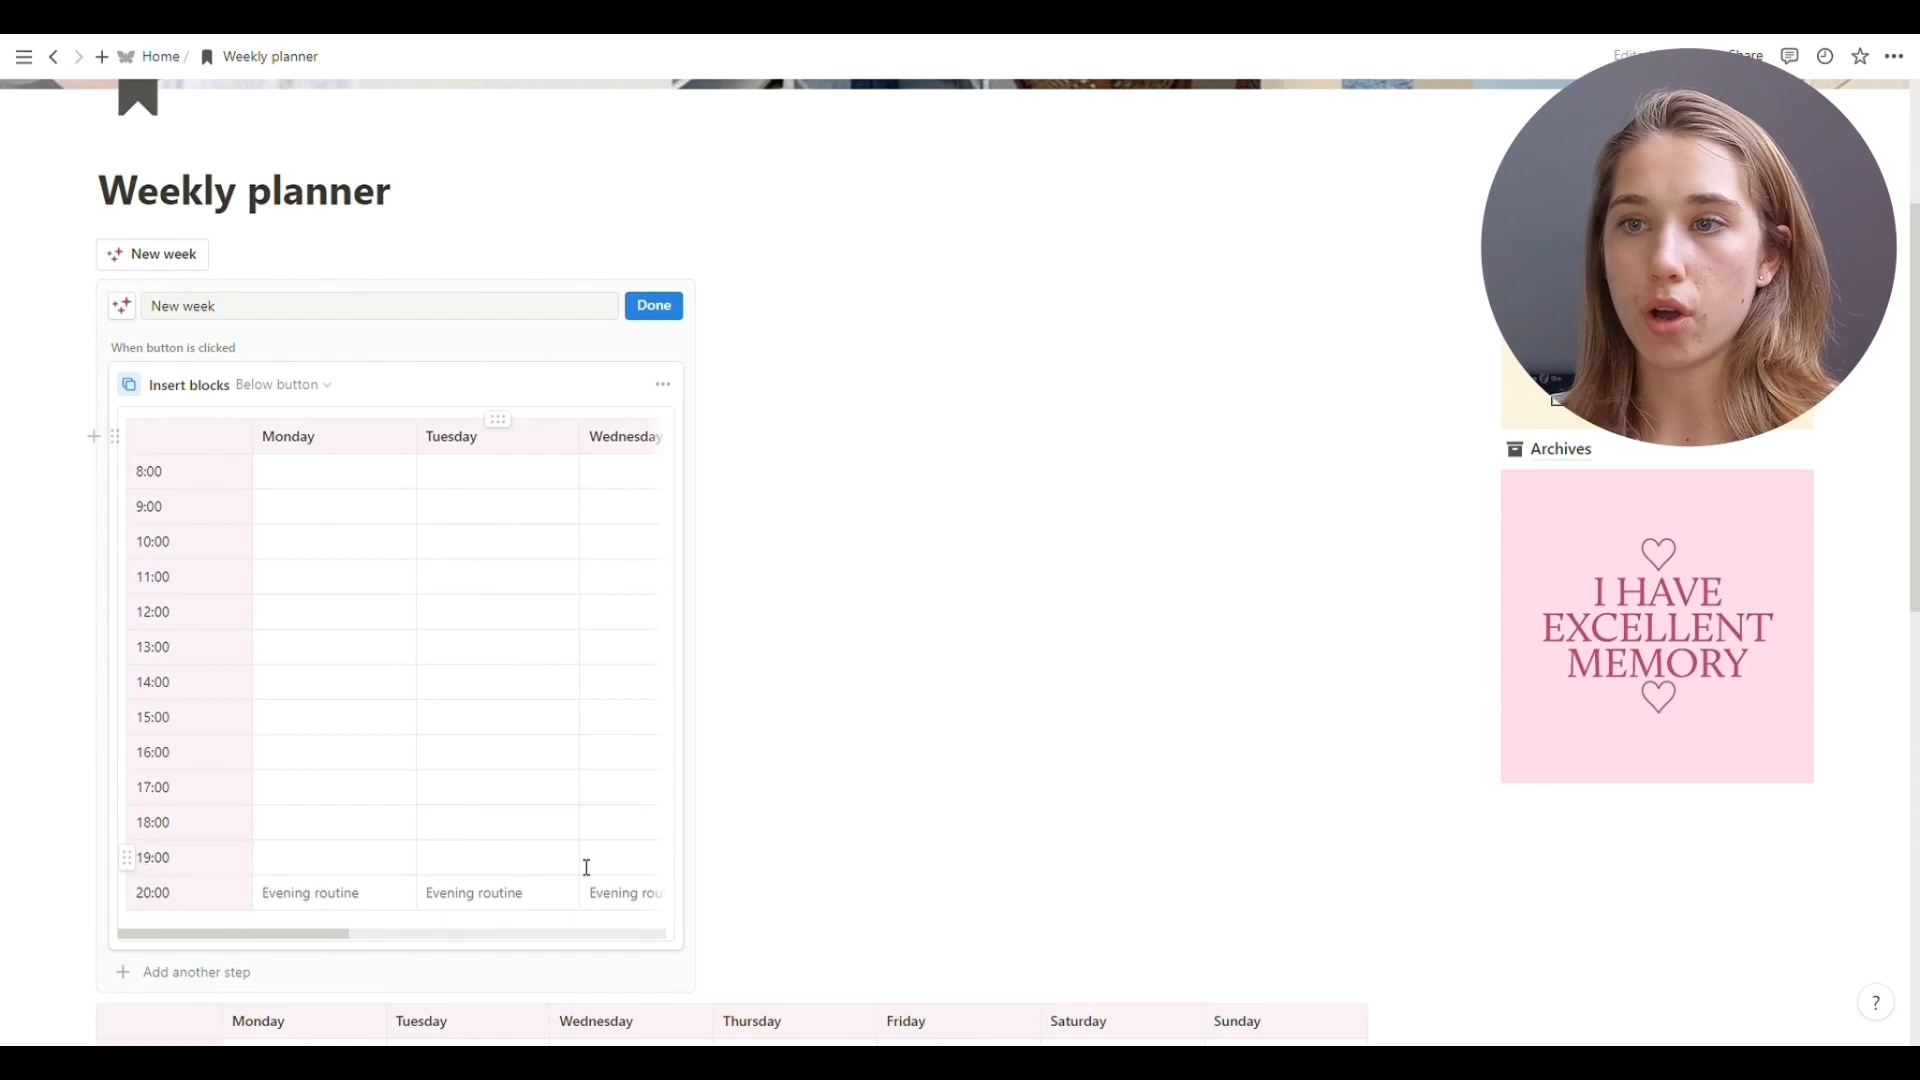 Home / Weekly planner
Share
Weekly planner
New week
New week Done
When button is clicked
Insert blocks Below button
Monday Tuesday Wednesday
8:00
9:00
10:00
11:00
12:00
13:00
14:00
15:00
16:00
17:00
18:00
19:00
20:00 Evening routine Evening routine Evening rou
Add another step
Monday Tuesday Wednesday Thursday Friday Saturday Sunday
Archives
I HAVE
EXCELLENT
MEMORY
?